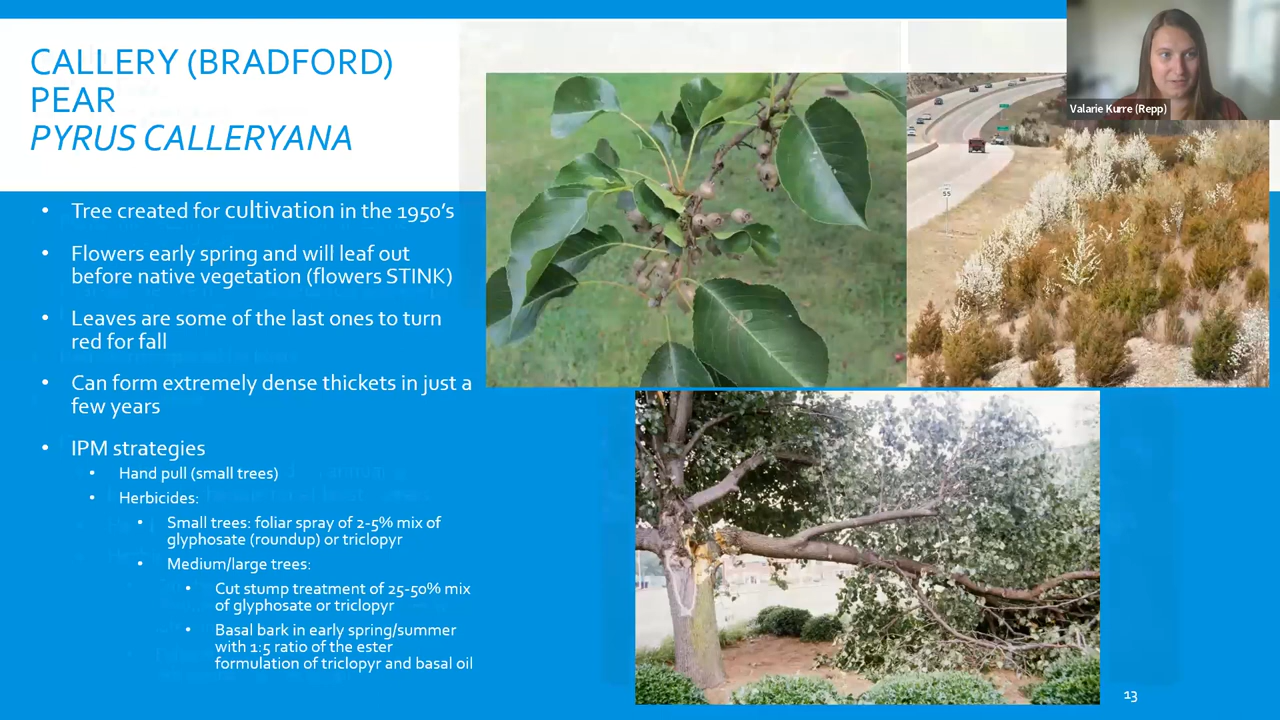 CALLERY (BRADFORD)
PEAR
PYRUS CALLERYANA
Valarie Kurre (Repp)
55
• Tree created for cultivation in the 1950's
• Flowers early spring and will leaf out
before native vegetation (flowers STINK)
• Leaves are some of the last ones to turn
red for fall
• Can form extremely dense thickets in just a
few years
• IPM strategies
• Hand pull (small trees)
• Herbicides:
• Small trees: foliar spray of 2-5% mix of
glyphosate (roundup) or triclopyr
• Medium/large trees:
• Cut stump treatment of 25-50% mix
of glyphosate or triclopyr
• Basal bark in early spring/summer
with 1:5 ratio of the ester
formulation of triclopyr and basal oil
13